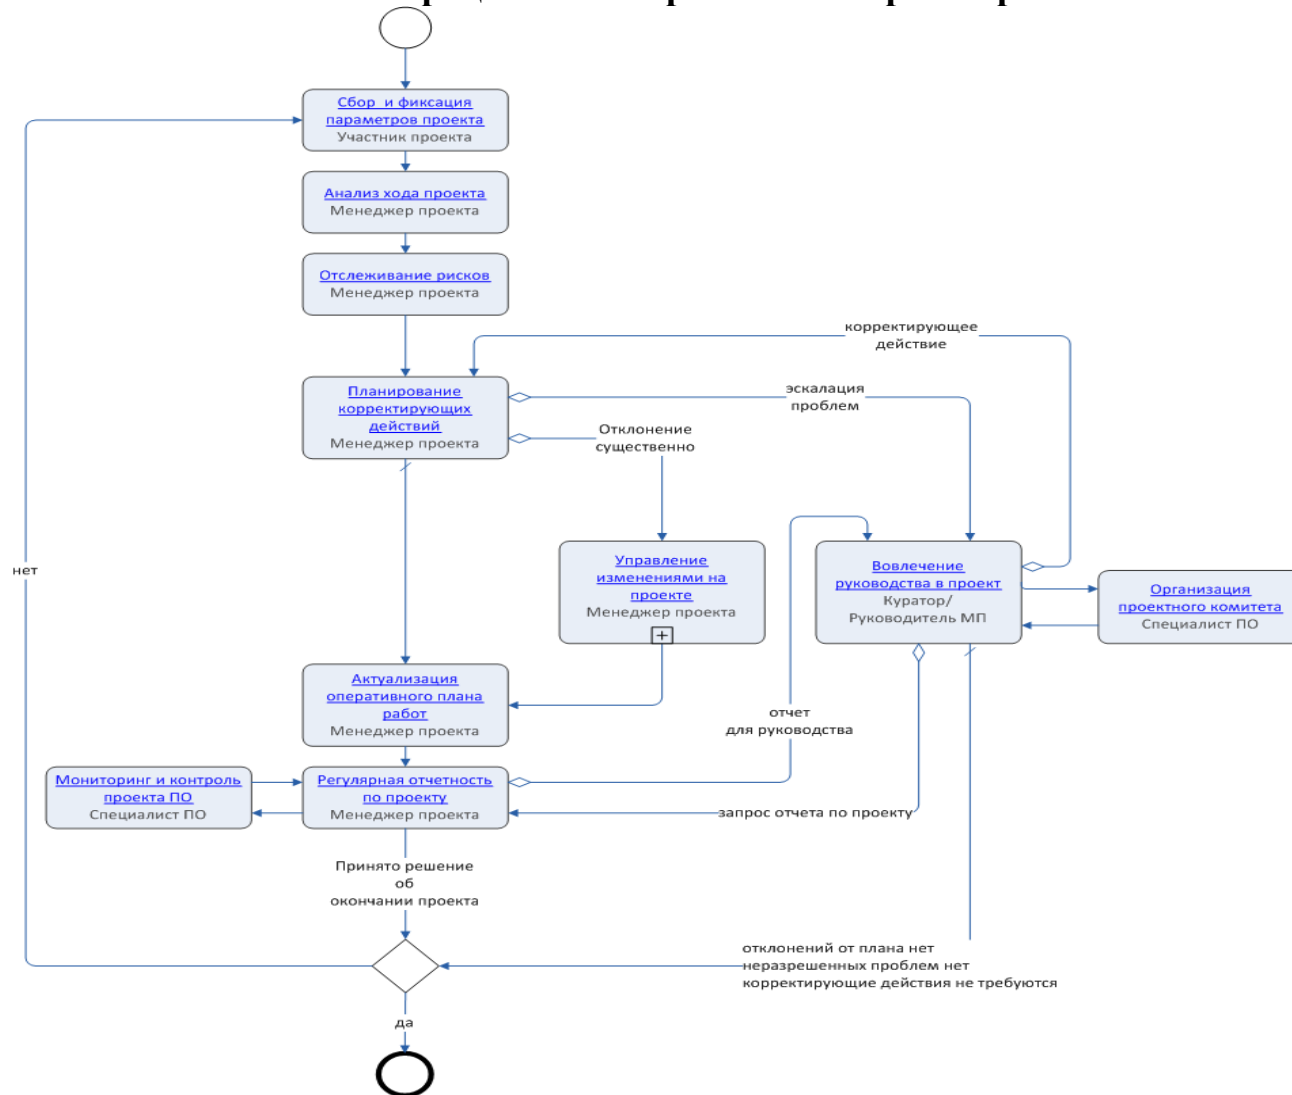 Сбор и фиксация
параметров проекта
Участник проекта
Анализ хода проекта
Менеджер проекта
Отслеживание рисков
Менеджер проекта
корректирующее
действие
Планирование
корректирующих
действий
Менеджер проекта
эскалация
проблем
Отклонение
существенно
нет
Управление
изменениями на
проекте
Менеджер проекта
Вовлечение
руководства в проект
Куратор/
Руководитель МП
Организация
проектного комитета
Специалист ПО
Актуализация
оперативного плана
работ
Менеджер проекта
отчет
для руководства
Мониторинг и контроль
проекта ПО
Специалист ПО
Регулярная отчетность
по проекту
Менеджер проекта
запрос отчета по проекту
Принято решение
об
окончании проекта
отклонений от плана нет
неразрешенных проблем нет
корректирующие действия не требуются
да